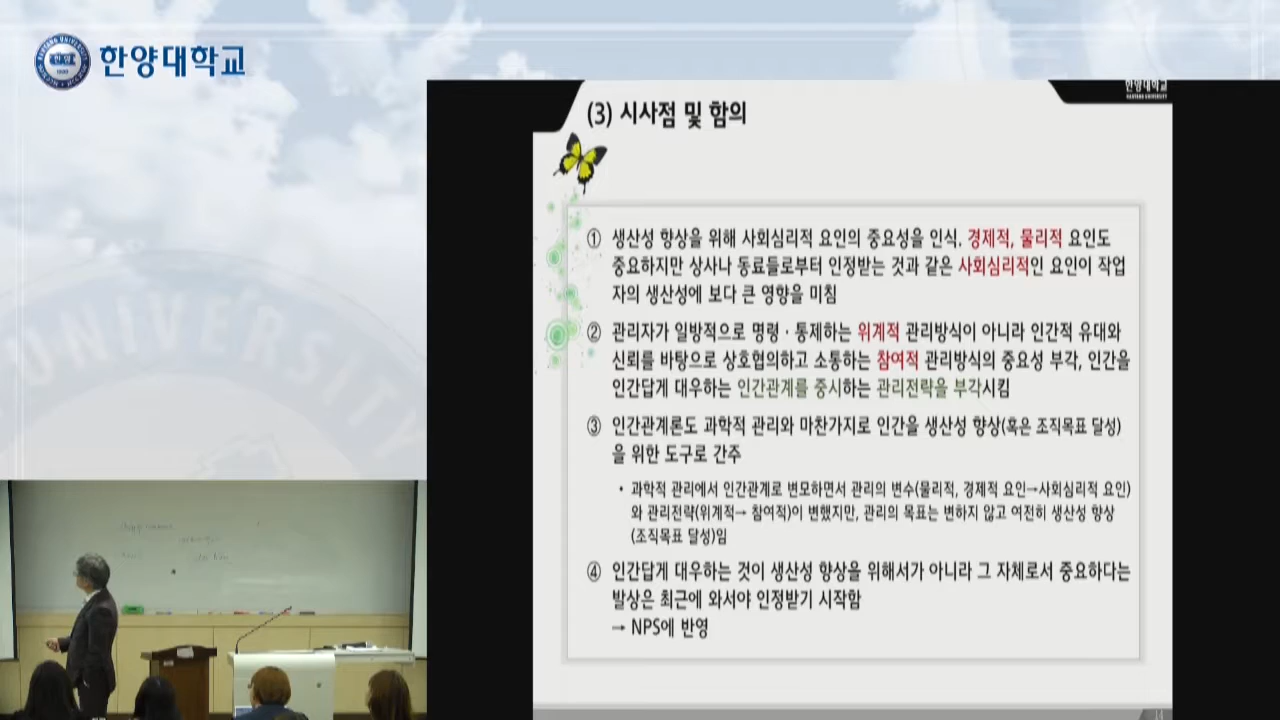 한양대학교
한양대학교
HANYANG UNIVERSITY
(3) 시사점 및 함의
① 생산성 향상을 위해 사회심리적 요인의 중요성을 인식. 경제적, 물리적 요인도
중요하지만 상사나 동료들로부터 인정받는 것과 같은 사회심리적인 요인이 작업
자의 생산성에 보다 큰 영향을 미침
② 관리자가 일방적으로 명령·통제하는 위계적 관리방식이 아니라 인간적 유대와
신뢰를 바탕으로 상호협의하고 소통하는 참여적 관리방식의 중요성 부각, 인간을
인간답게 대우하는 인간관계를 중시하는 관리전략을 부각시킴
③ 인간관계론도 과학적 관리와 마찬가지로 인간을 생산성 향상(혹은 조직목표 달성)
을 위한 도구로 간주
• 과학적 관리에서 인간관계로 변모하면서 관리의 변수(물리적, 경제적 요인→사회심리적 요인)
와 관리전략(위계적→ 참여적)이 변했지만, 관리의 목표는 변하지 않고 여전히 생산성 향상
(조직목표 달성)임
④ 인간답게 대우하는 것이 생산성 향상을 위해서가 아니라 그 자체로서 중요하다는
발상은 최근에 와서야 인정받기 시작함
→ NPS에 반영
UNIVERSITY
14